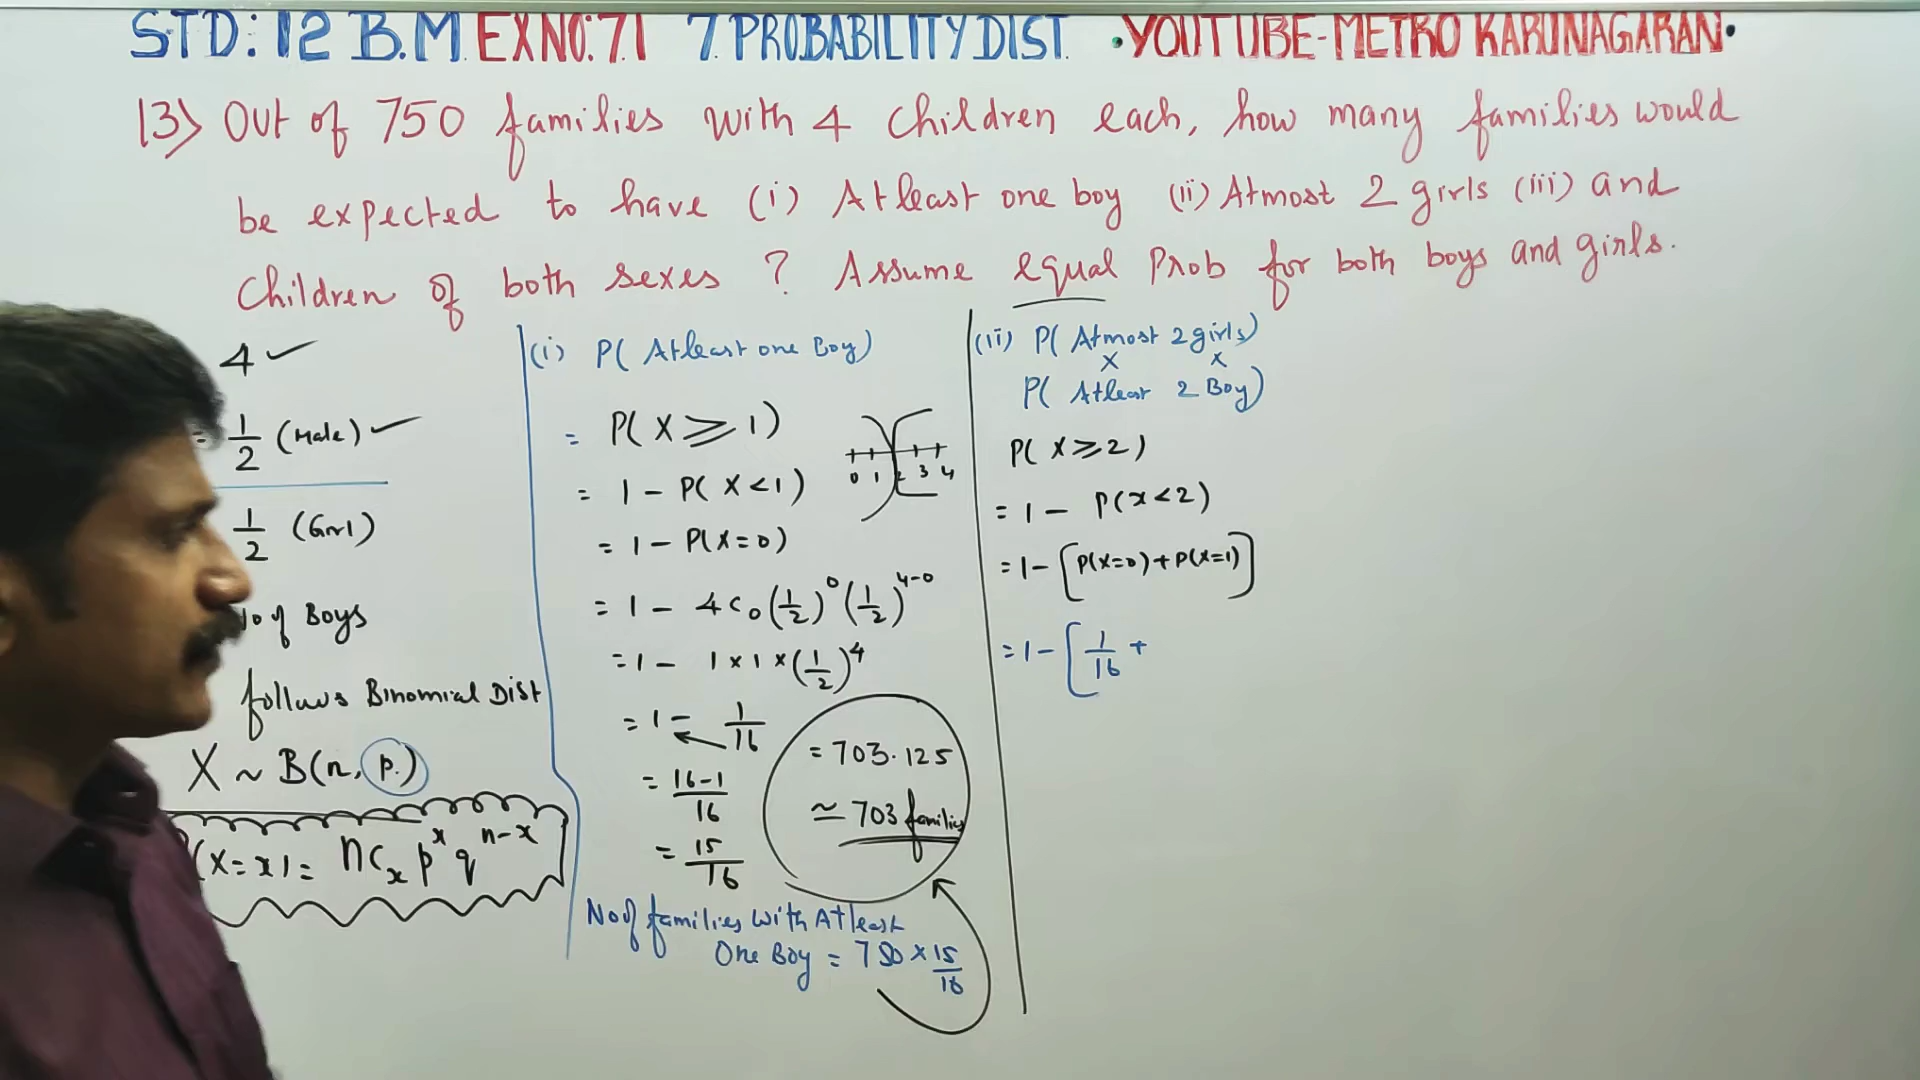 STD: 12 B.M. EX NO: 7.1 7. PROBABILITY DIST. •YOUTUBE-METRO KARUNAGARAN•
13) Out of 750 families with 4 children each, how many families would
be expected to have (i) Atleast one boy (ii) Atmost 2 girls (iii) and
children of both sexes ? Assume equal Prob for both boys and girls.
4 ✓
= 1/2 (Male) ✓
1/2 (Girl)
No of Boys
follows Binomial Dist
X ~ B(n, p.)
(X=x) = nCx p^x q^(n-x)
(i) P( Atleast one Boy)
= P( X ⩾ 1)
0 1 2 3 4
= 1 - P( X < 1)
= 1 - P(X=0)
= 1 - 4C0 (1/2)^0 (1/2)^(4-0)
= 1 - 1 × 1 × (1/2)^4
= 1 - 1/16
= 16-1/16
= 15/16
No of families with Atleast
One Boy = 750 × 15/16
= 703.125
≃ 703 families
(ii) P( Atmost 2 girls)
x x
P( Atleast 2 Boy)
P( X ⩾ 2)
= 1 - P(x < 2)
= 1 - [P(X=0) + P(X=1)]
= 1 - [1/16 +